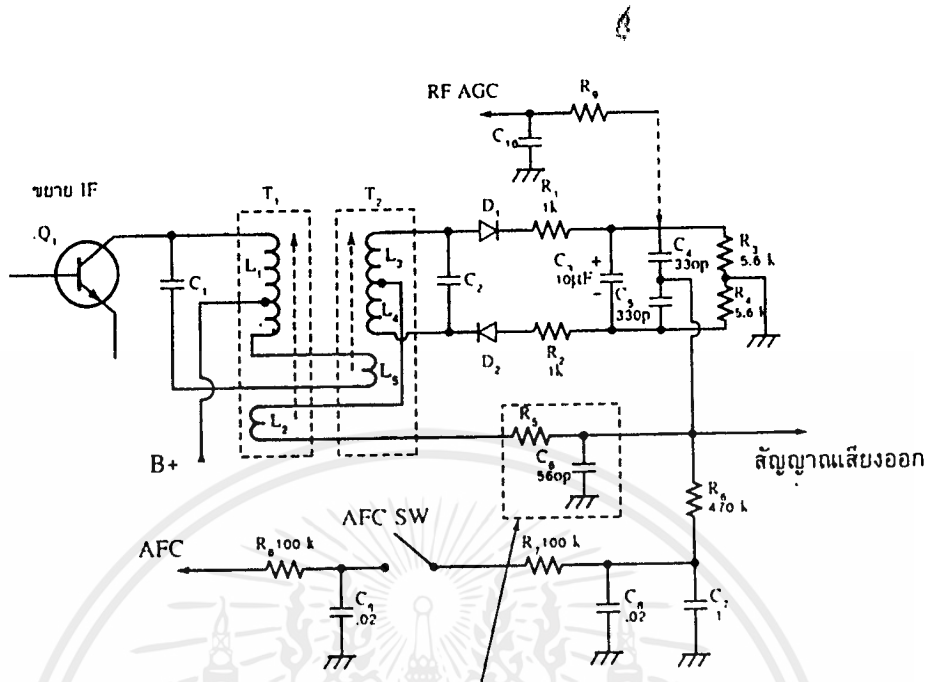 R₉
RF AGC
C₁₀
ขยาย IF
T₁
T₂
D₁
R₁
1k
.Q₁
L₁
L₃
C₁
C₂
C₃
10μF
+
-
C₄
330p
R₃
5.6 k
L₄
C₅
330p
R₄
5.6 k
D₂
R₂
1k
L₅
L₂
R₅
C₆
560p
B+
สัญญาณเสียงออก
R₆
470 k
AFC SW
AFC
R₈ 100 k
R₇ 100 k
C₉
.02
C₈
.02
C₇
1